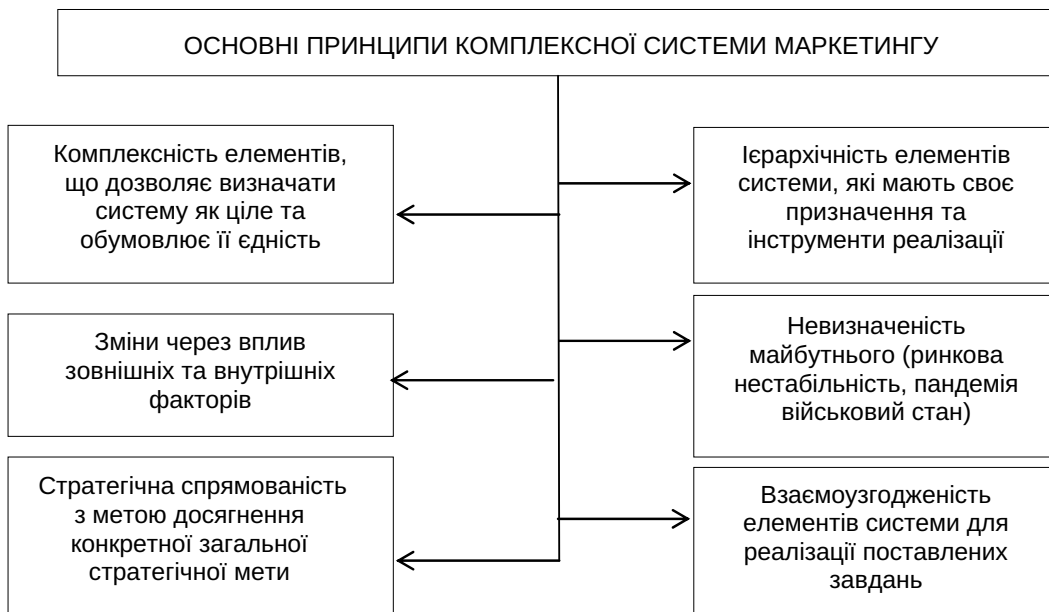 ОСНОВНІ ПРИНЦИПИ КОМПЛЕКСНОЇ СИСТЕМИ МАРКЕТИНГУ
Комплексність елементів,
що дозволяє визначати
систему як ціле та
обумовлює її єдність
Ієрархічність елементів
системи, які мають своє
призначення та
інструменти реалізації
Зміни через вплив
зовнішніх та внутрішніх
факторів
Невизначеність
майбутнього (ринкова
нестабільність, пандемія
військовий стан)
Стратегічна спрямованість
з метою досягнення
конкретної загальної
стратегічної мети
Взаємоузгодженість
елементів системи для
реалізації поставлених
завдань